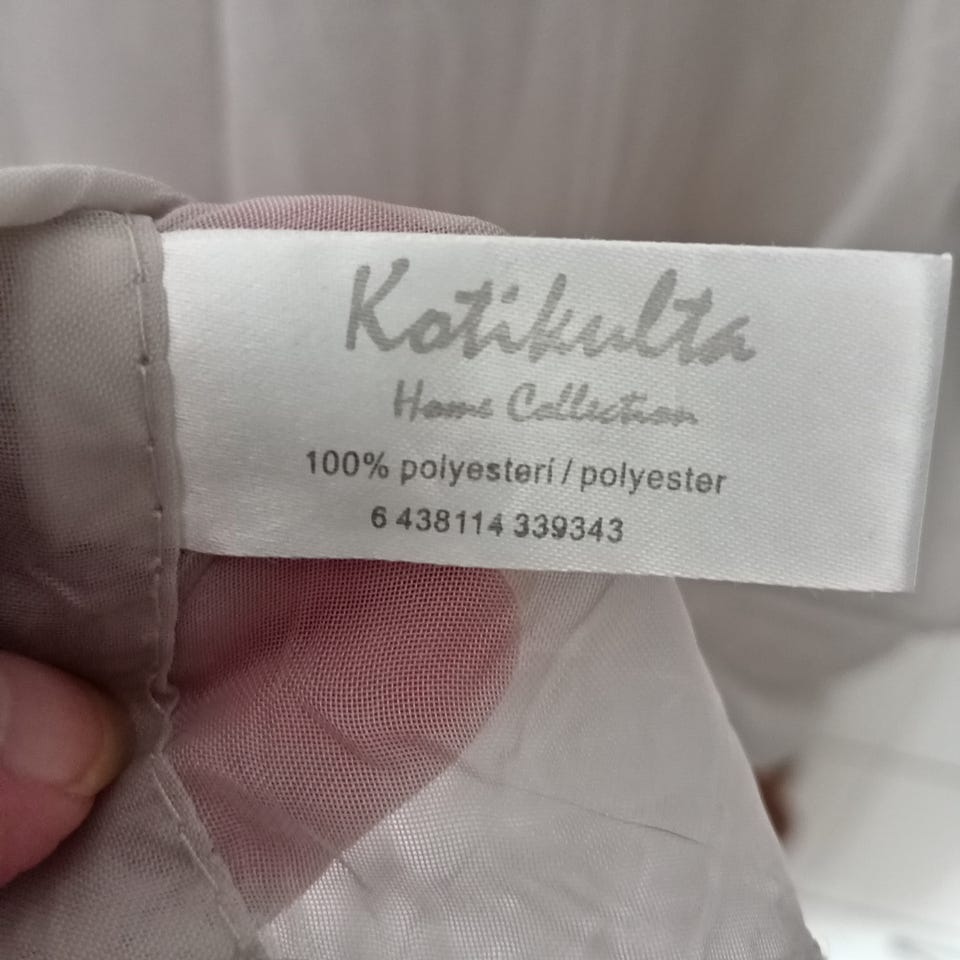 Kotikulta
Home Collection
100% polyesteri / polyester
6 438114 339343